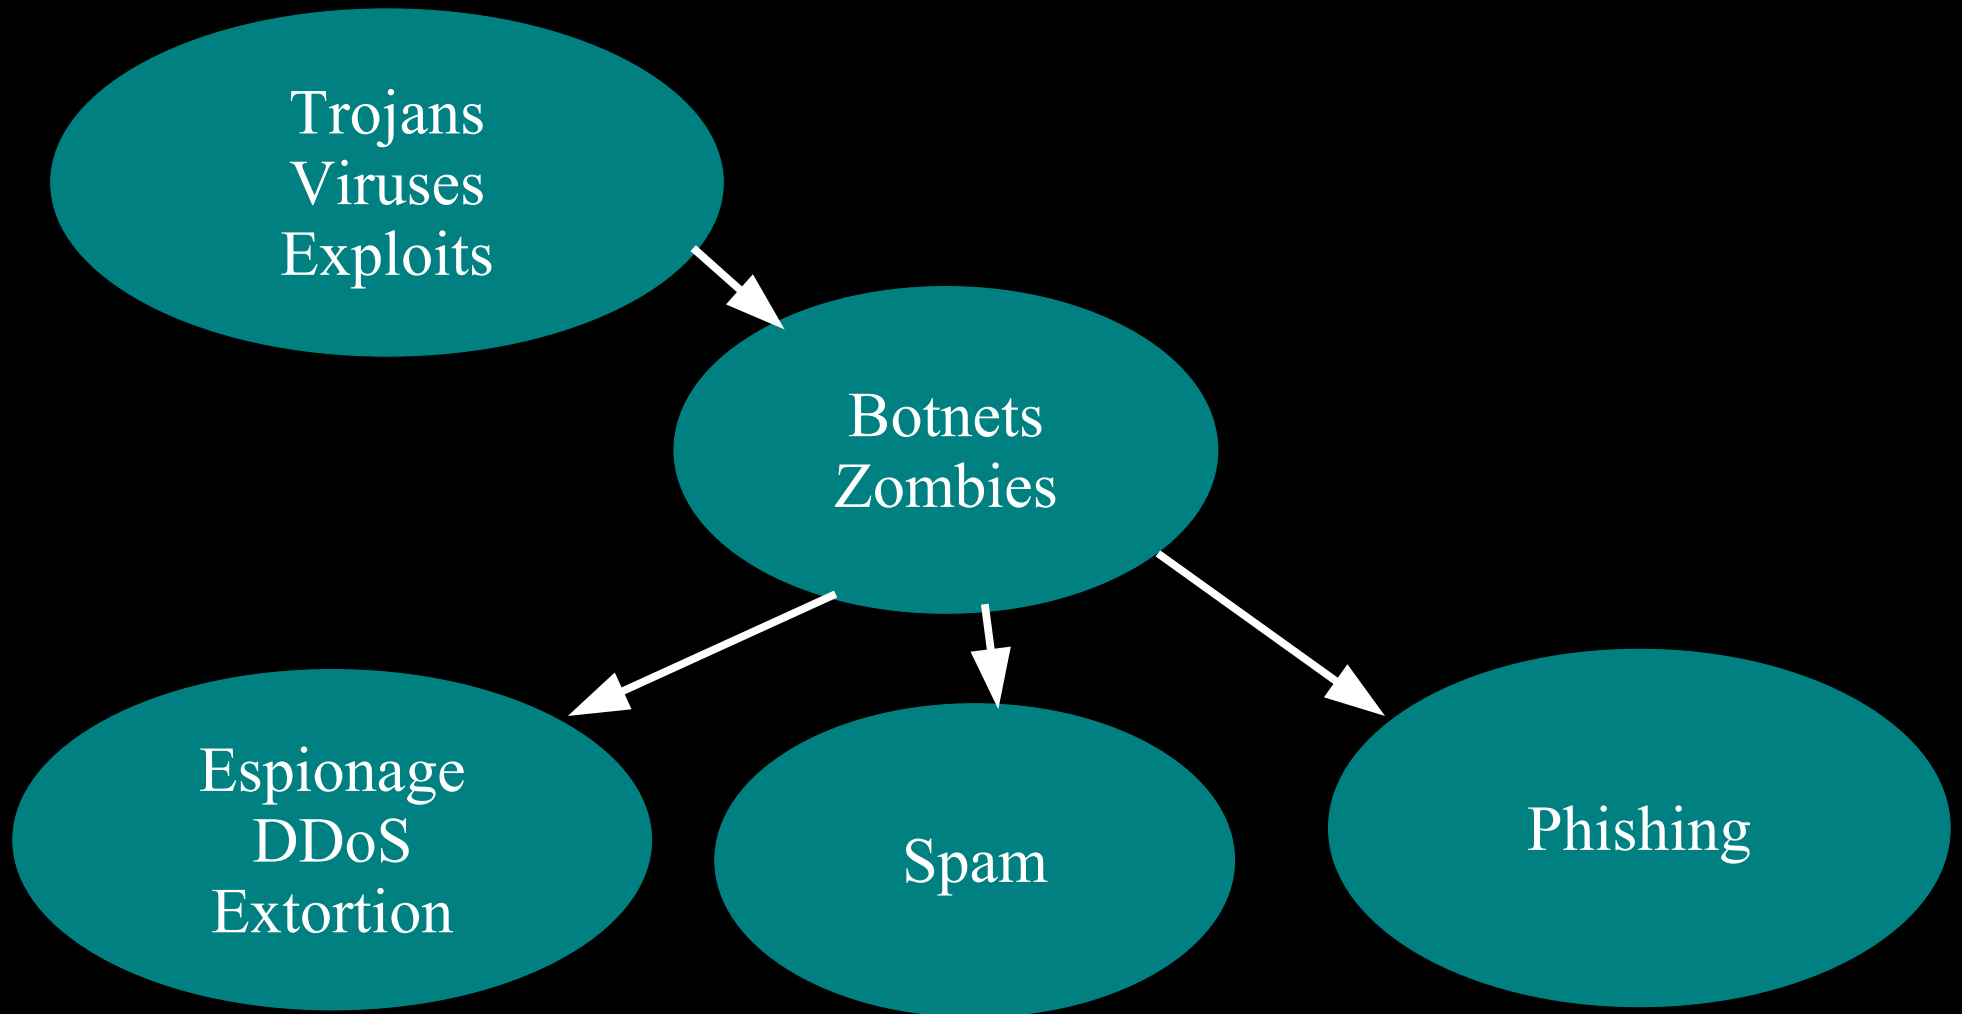 Trojans
Viruses
Exploits
Botnets
Zombies
Espionage
DDoS
Extortion
Spam
Phishing